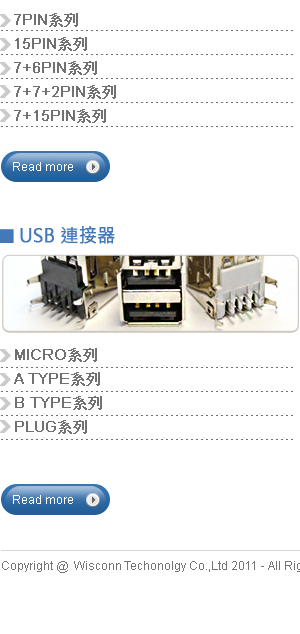 7PIN系列
15PIN系列
7+6PIN系列
7+7+2PIN系列
7+15PIN系列
Read more
USB 連接器
MICRO系列
A TYPE系列
B TYPE系列
PLUG系列
Read more
Copyright @ Wisconn Techonolgy Co.,Ltd 2011 - All Rig